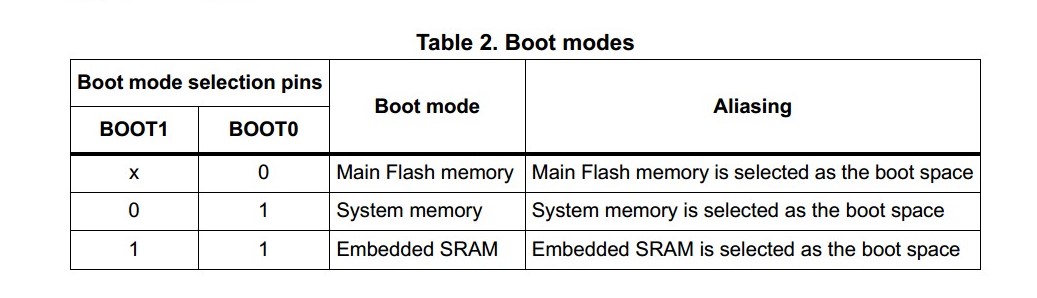 Table 2. Boot modes
Boot mode selection pins
Boot mode
Aliasing
BOOT1 BOOT0
x 0 Main Flash memory Main Flash memory is selected as the boot space
0 1 System memory System memory is selected as the boot space
1 1 Embedded SRAM Embedded SRAM is selected as the boot space